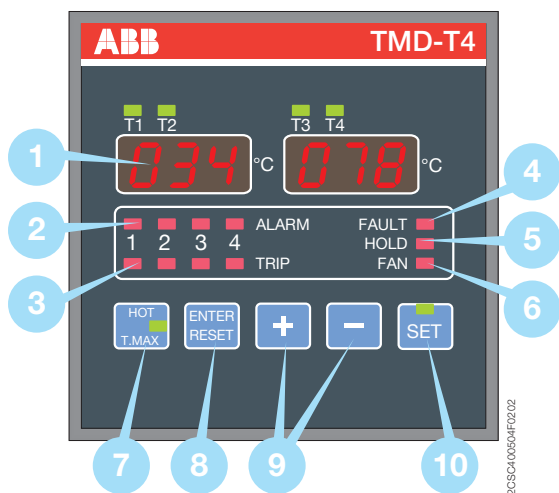 ABB TMD-T4
T1 T2 T3 T4
034 °C 078 °C
ALARM FAULT
1 2 3 4 HOLD
TRIP FAN
HOT
T.MAX
ENTER
RESET
+
−
SET
1
2
3
4
5
6
7
8
9
10
2CSC400504F0202